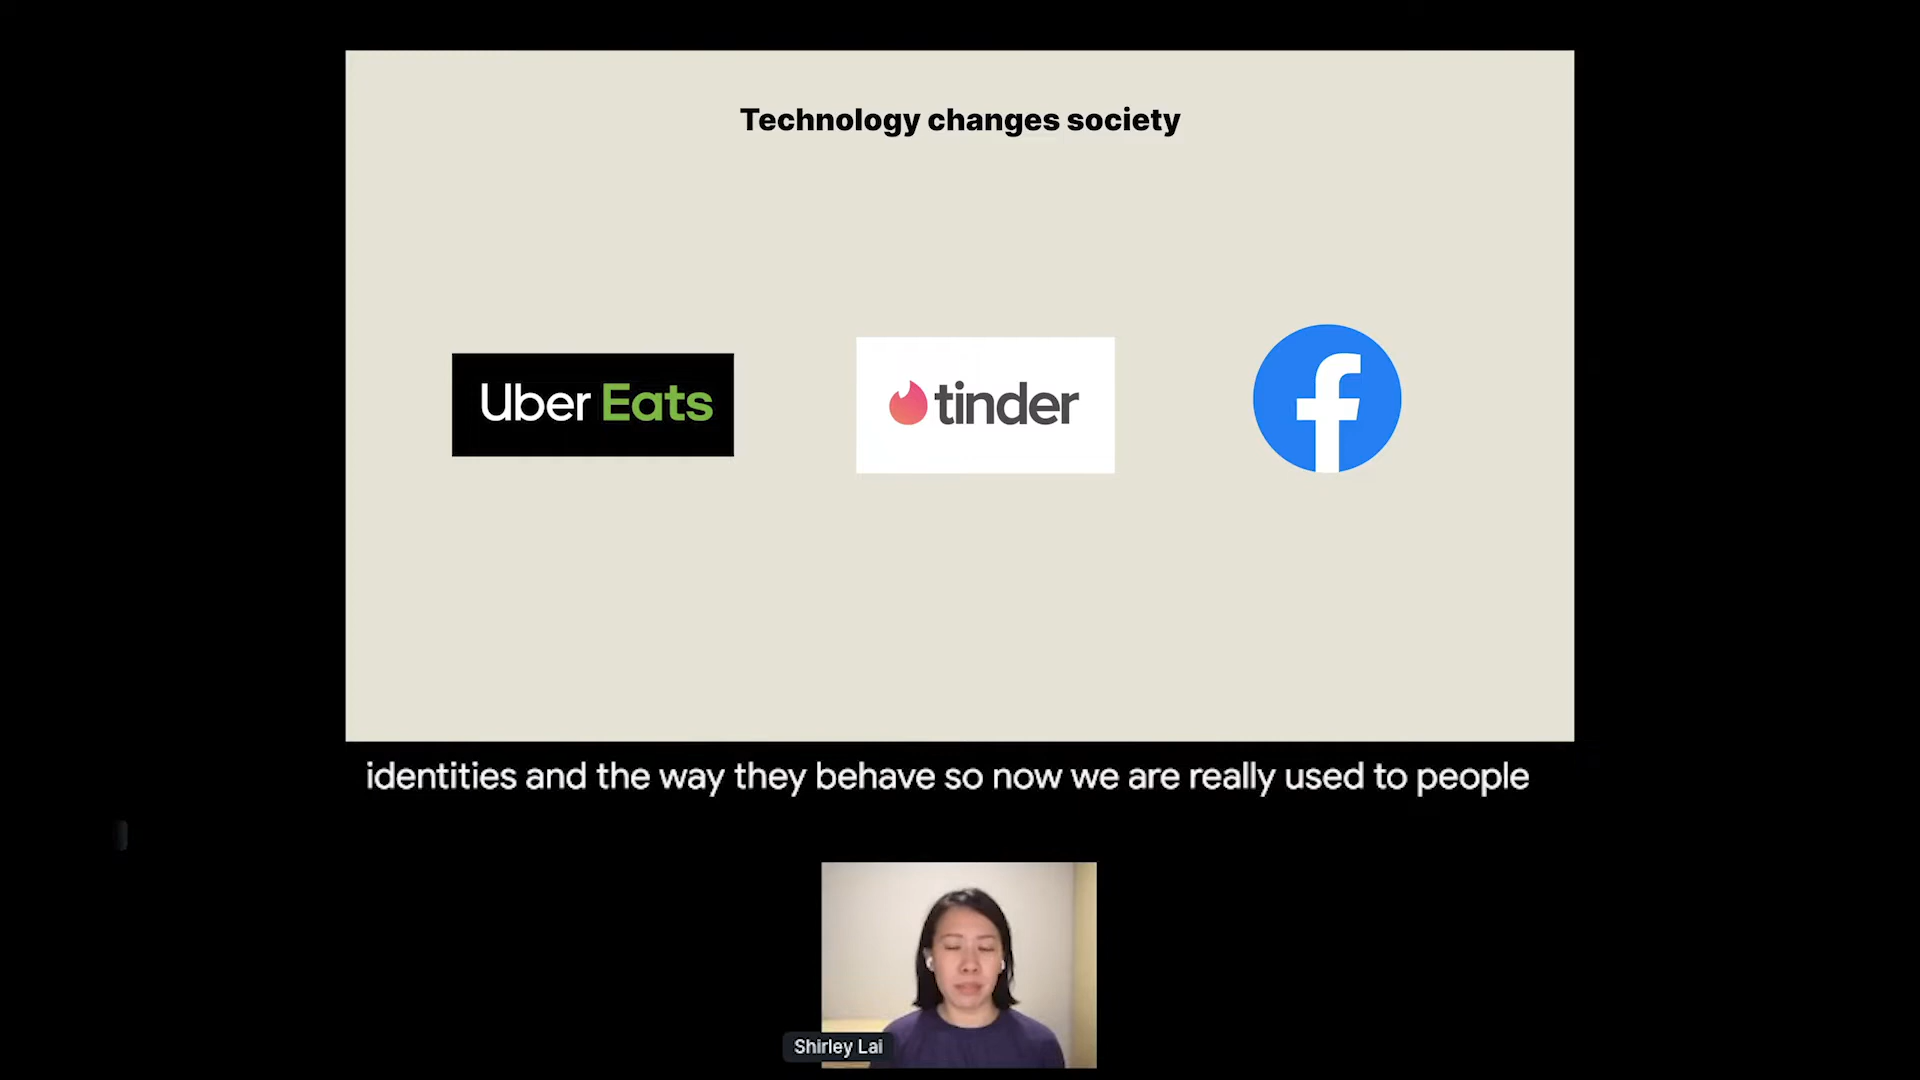 Technology changes society
Uber Eats
tinder
f
identities and the way they behave so now we are really used to people
Shirley Lai